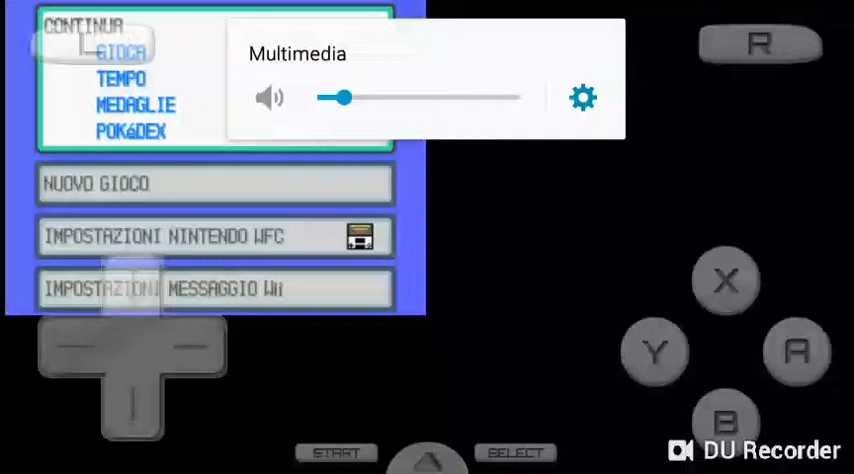 CONTINUA
L
GIOCA
TEMPO
MEDAGLIE
POKéDEX
Multimedia
R
NUOVO GIOCO
IMPOSTAZIONI NINTENDO WFC
IMPOSTAZIONI MESSAGGIO Wii
X
Y
A
B
START
SELECT
DU Recorder